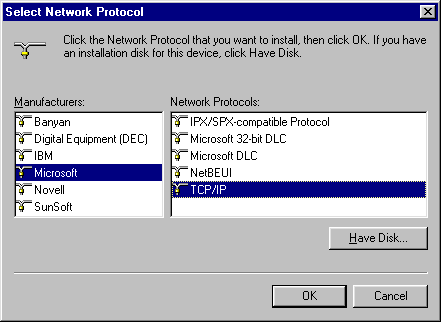 Select Network Protocol
Click the Network Protocol that you want to install, then click OK. If you have
an installation disk for this device, click Have Disk.
Manufacturers:
Banyan
Digital Equipment (DEC)
IBM
Microsoft
Novell
SunSoft
Network Protocols:
IPX/SPX-compatible Protocol
Microsoft 32-bit DLC
Microsoft DLC
NetBEUI
TCP/IP
Have Disk...
OK
Cancel